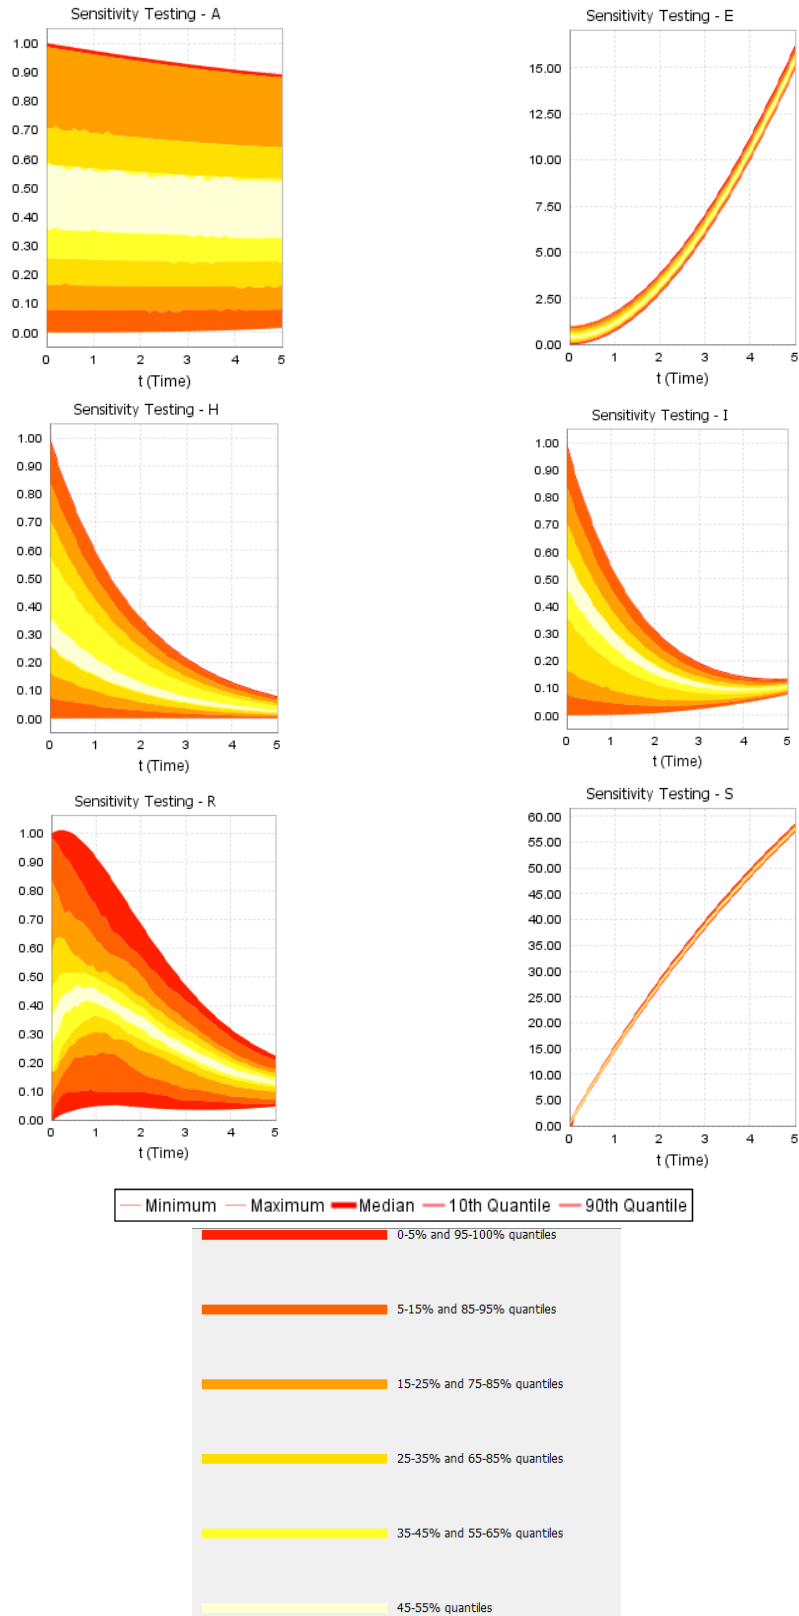 Sensitivity Testing - A
1.00
0.90
0.80
0.70
0.60
0.50
0.40
0.30
0.20
0.10
0.00
0 1 2 3 4 5
t (Time)
Sensitivity Testing - E
15.00
12.50
10.00
7.50
5.00
2.50
0.00
0 1 2 3 4 5
t (Time)
Sensitivity Testing - H
1.00
0.90
0.80
0.70
0.60
0.50
0.40
0.30
0.20
0.10
0.00
0 1 2 3 4 5
t (Time)
Sensitivity Testing - I
1.00
0.90
0.80
0.70
0.60
0.50
0.40
0.30
0.20
0.10
0.00
0 1 2 3 4 5
t (Time)
Sensitivity Testing - R
1.00
0.90
0.80
0.70
0.60
0.50
0.40
0.30
0.20
0.10
0.00
0 1 2 3 4 5
t (Time)
Sensitivity Testing - S
60.00
55.00
50.00
45.00
40.00
35.00
30.00
25.00
20.00
15.00
10.00
5.00
0.00
0 1 2 3 4 5
t (Time)
Minimum Maximum Median 10th Quantile 90th Quantile
0-5% and 95-100% quantiles
5-15% and 85-95% quantiles
15-25% and 75-85% quantiles
25-35% and 65-85% quantiles
35-45% and 55-65% quantiles
45-55% quantiles